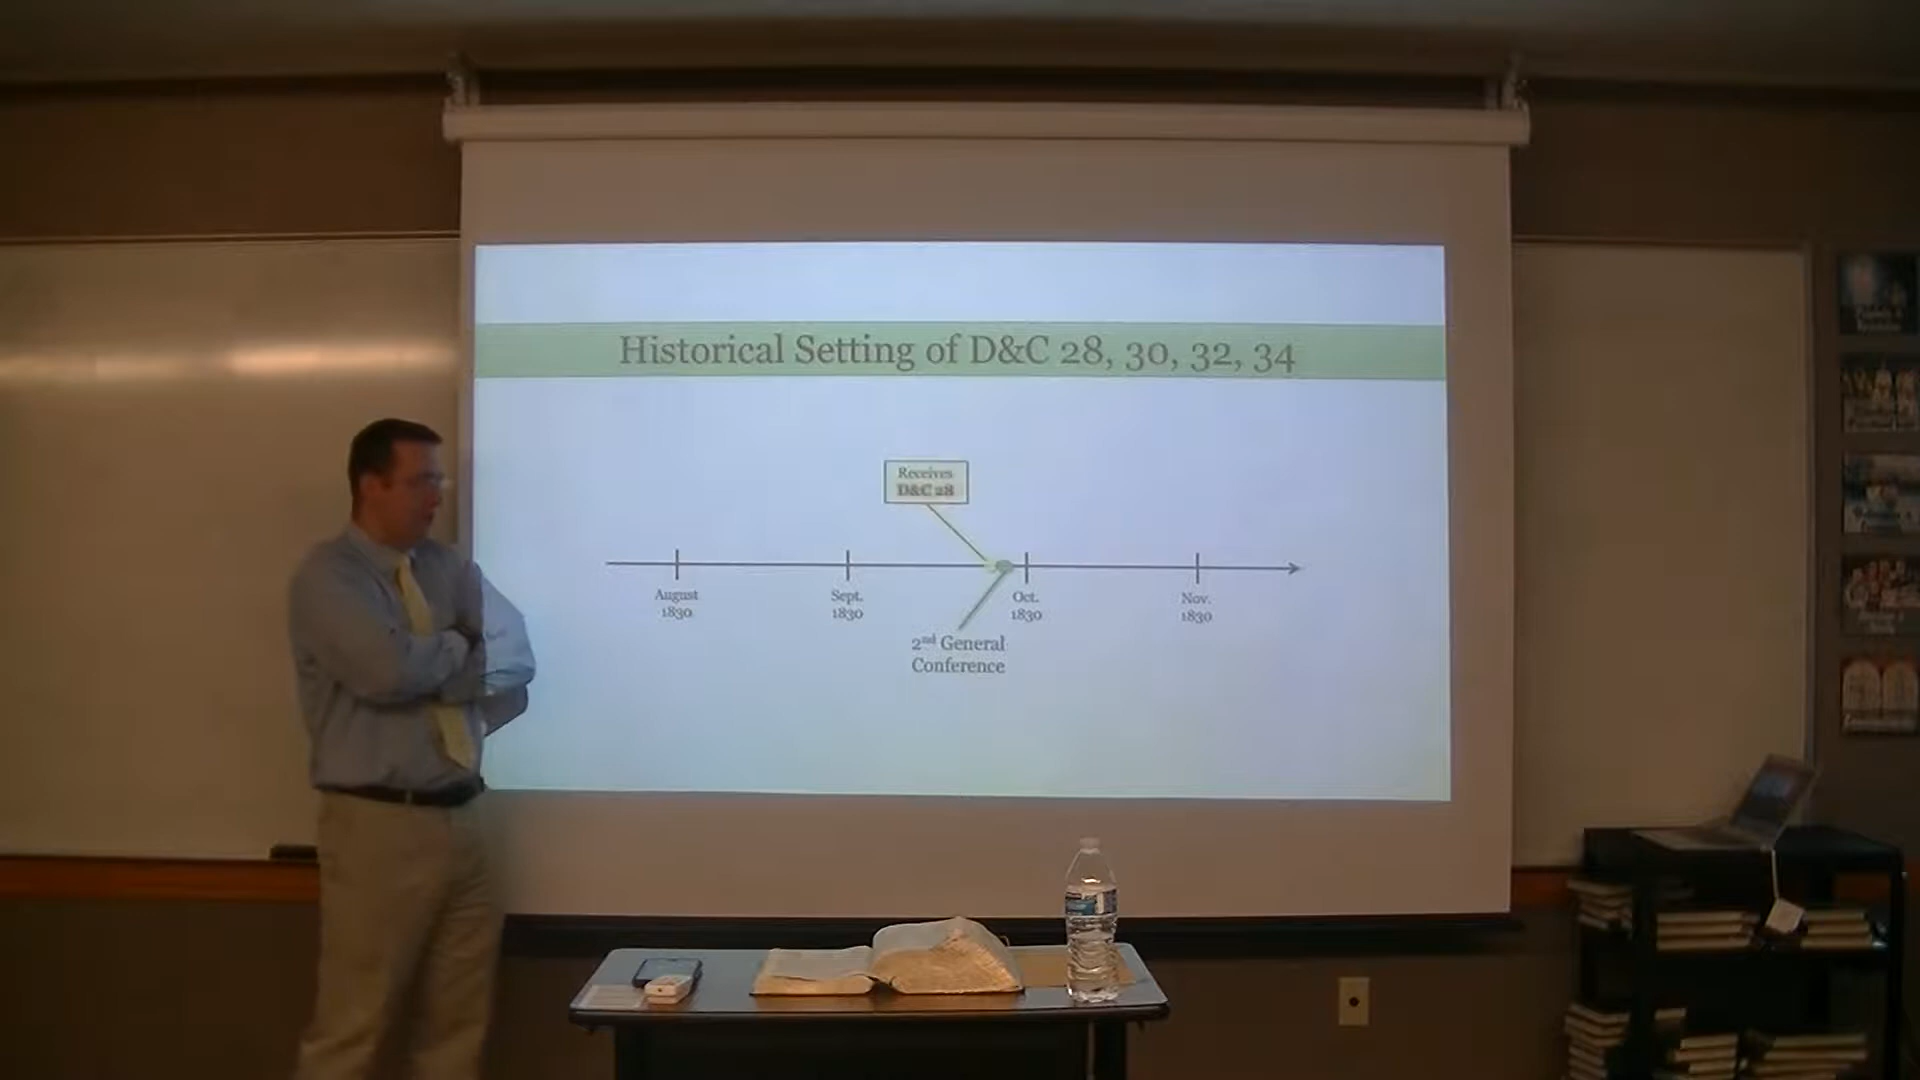 Historical Setting of D&C 28, 30, 32, 34
Receives
D&C 28
August
1830
Sept.
1830
Oct.
1830
Nov.
1830
2nd General
Conference